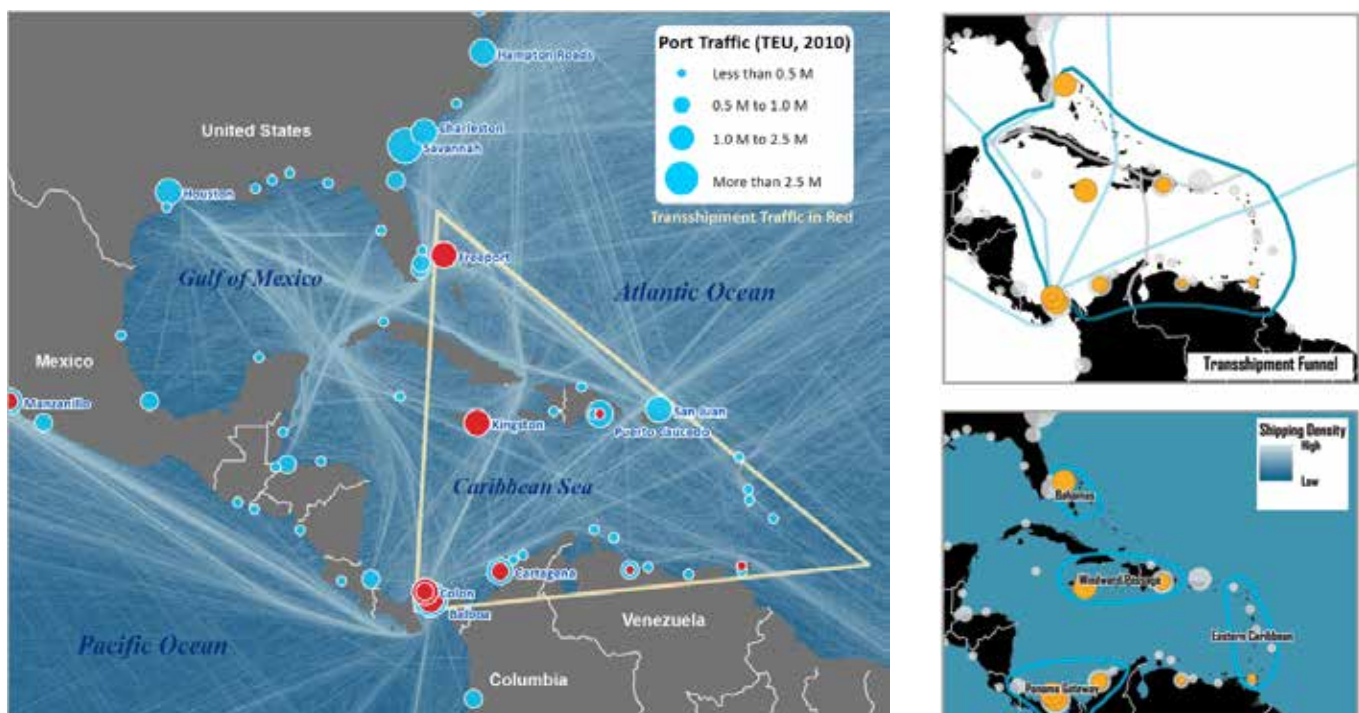 Port Traffic (TEU, 2010)
Less than 0.5 M
0.5 M to 1.0 M
1.0 M to 2.5 M
More than 2.5 M
Transshipment Traffic in Red
Hampton Roads
United States
Charleston
Savannah
Houston
Freeport
Gulf of Mexico
Atlantic Ocean
Mexico
Manzanillo
San Juan
Kingston
Puerto Caucedo
Caribbean Sea
Cartagena
Colon
Balboa
Venezuela
Pacific Ocean
Columbia
Transshipment Funnel
Shipping Density
High
Low
Bahamas
Windward Passage
Eastern Caribbean
Panama Gateway